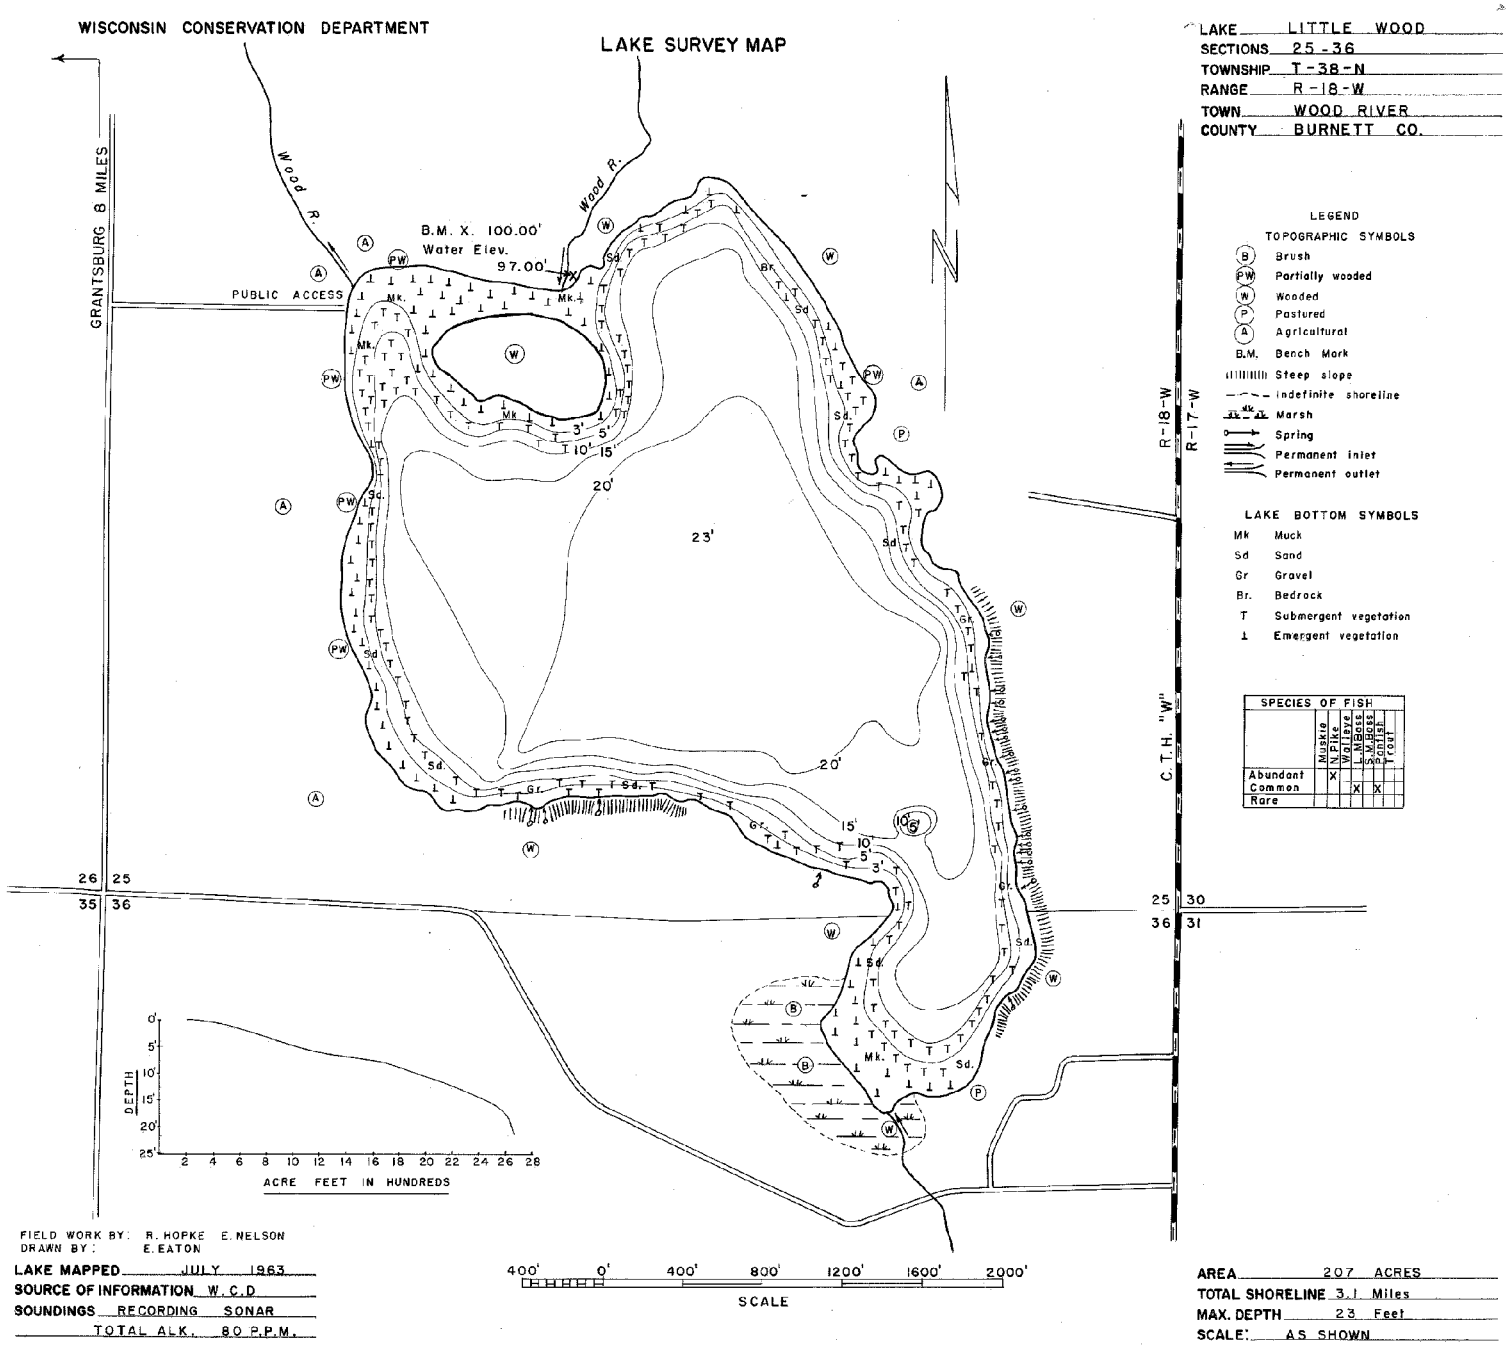 WISCONSIN CONSERVATION DEPARTMENT
LAKE SURVEY MAP
LAKE LITTLE WOOD
SECTIONS 25-36
TOWNSHIP T-38-N
RANGE R-18-W
TOWN WOOD RIVER
COUNTY BURNETT CO.
LEGEND
TOPOGRAPHIC SYMBOLS
B Brush
PW Partially wooded
W Wooded
P Pastured
A Agricultural
B.M. Bench Mark
Steep slope
Indefinite shoreline
Marsh
Spring
Permanent inlet
Permanent outlet
LAKE BOTTOM SYMBOLS
Mk Muck
Sd Sand
Gr Gravel
Br. Bedrock
T Submergent vegetation
⊥ Emergent vegetation
SPECIES OF FISH
Muskie
N.Pike
Walleye
L.M.Bass
S.M.Bass
Panfish
Trout
Abundant X
Common X X
Rare
GRANTSBURG 8 MILES
Wood R.
Wood R.
B.M. X. 100.00'
Water Elev.
97.00'
X
PUBLIC ACCESS
A
A
PW
W
W
Mk.
Mk.
Sd
Br.
Sd
Mk.
W
PW
PW
A
Mk
Sd.
3' 5'
10' 15'
P
20'
A
PW
Sd.
23'
Sd
W
Gr.
PW
Sd
R-18-W
R-17-W
C.T.H. "W"
Sd.
20'
Gr.
Gr.
Sd.
A
W
Gr.
15'
10'
5'
3'
10'
5'
Gr.
26 25
35 36
25 30
36 31
W
Sd.
Sd.
W
B
B
Mk.
Sd.
P
W
DEPTH
0'
5'
10'
15'
20'
25'
2 4 6 8 10 12 14 16 18 20 22 24 26 28
ACRE FEET IN HUNDREDS
FIELD WORK BY: R. HOPKE E. NELSON
DRAWN BY: E. EATON
LAKE MAPPED JULY 1963
SOURCE OF INFORMATION W.C.D
SOUNDINGS RECORDING SONAR
TOTAL ALK. 80 P.P.M.
400' 0' 400' 800' 1200' 1600' 2000'
SCALE
AREA 207 ACRES
TOTAL SHORELINE 3.1 Miles
MAX. DEPTH 23 Feet
SCALE: AS SHOWN